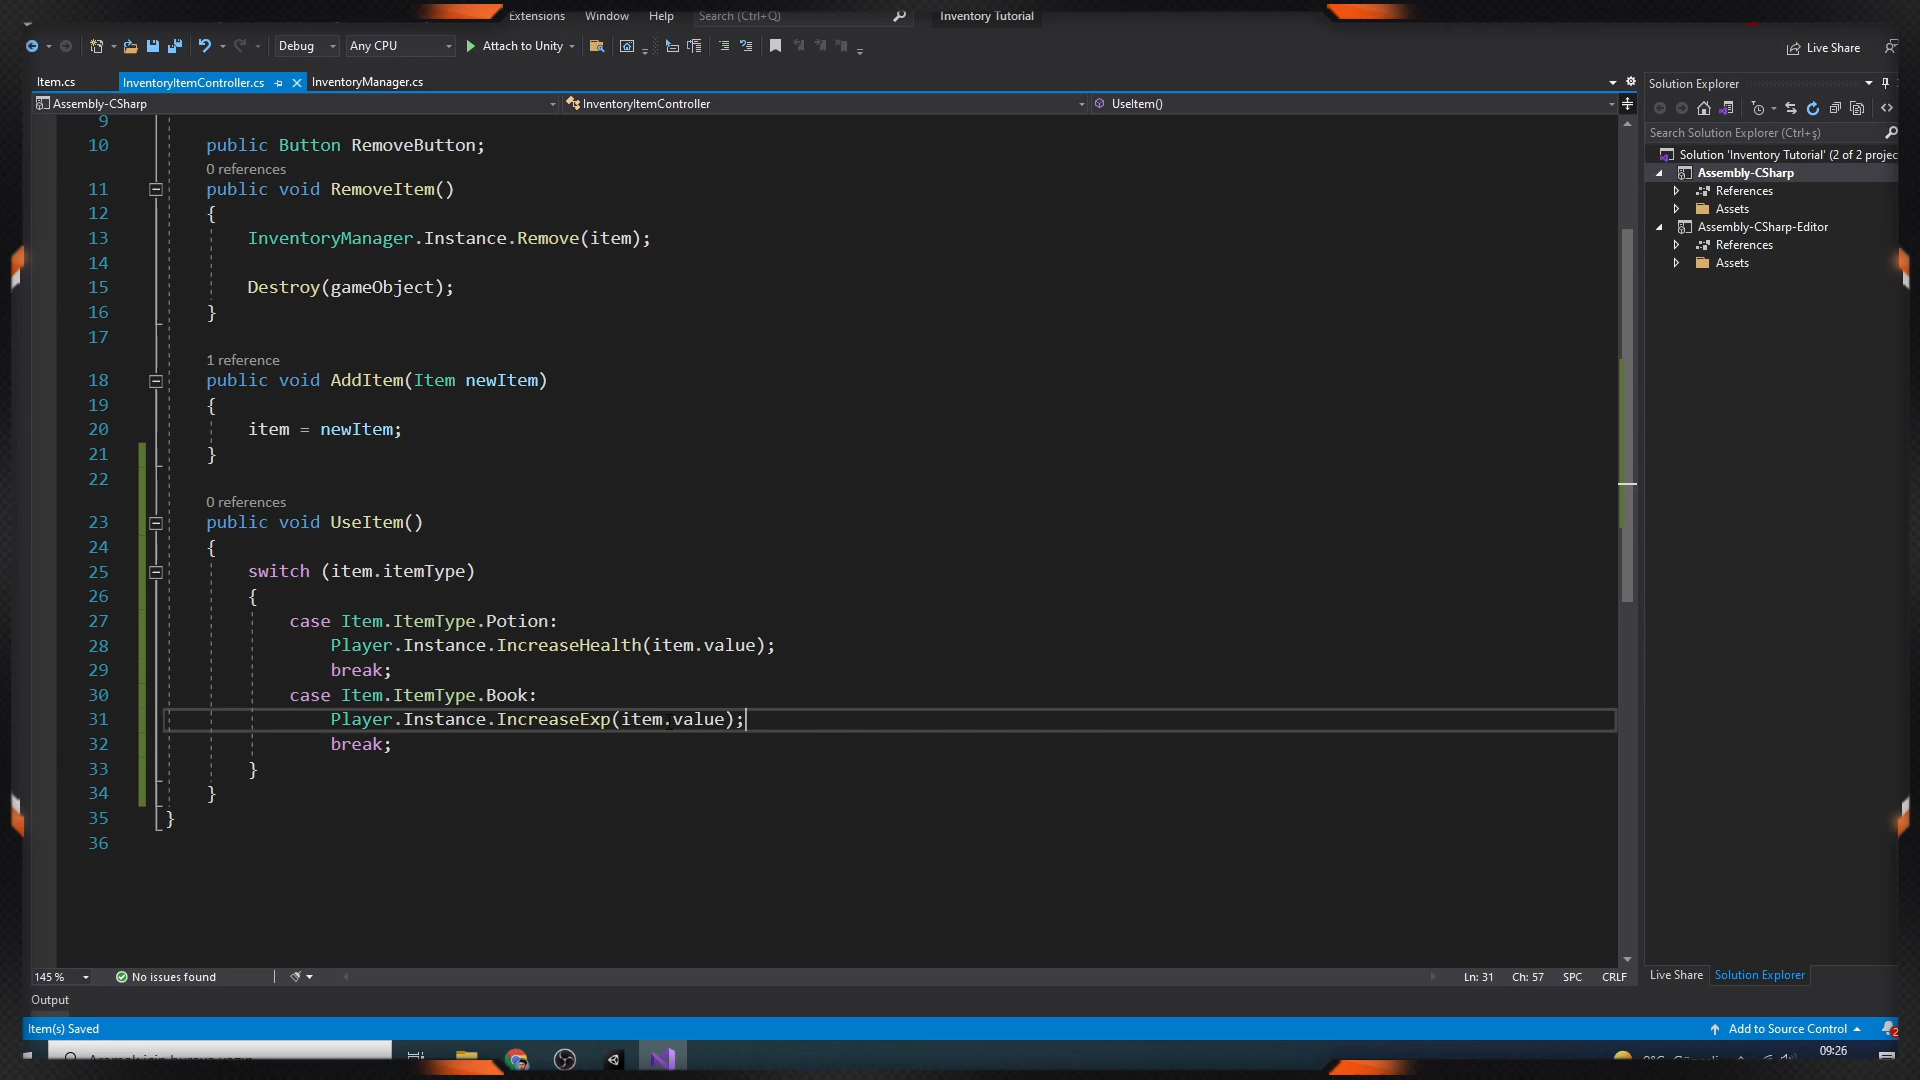 Extensions Window Help Search (Ctrl+Q) Inventory Tutorial
Debug Any CPU Attach to Unity Live Share
Item.cs InventoryItemController.cs InventoryManager.cs
Assembly-CSharp InventoryItemController UseItem()
9
10 public Button RemoveButton;
0 references
11 public void RemoveItem()
12 {
13 InventoryManager.Instance.Remove(item);
14
15 Destroy(gameObject);
16 }
17
1 reference
18 public void AddItem(Item newItem)
19 {
20 item = newItem;
21 }
22
0 references
23 public void UseItem()
24 {
25 switch (item.itemType)
26 {
27 case Item.ItemType.Potion:
28 Player.Instance.IncreaseHealth(item.value);
29 break;
30 case Item.ItemType.Book:
31 Player.Instance.IncreaseExp(item.value);
32 break;
33 }
34 }
35 }
36
Solution Explorer
Search Solution Explorer (Ctrl+ş)
Solution 'Inventory Tutorial' (2 of 2 projec
Assembly-CSharp
References
Assets
Assembly-CSharp-Editor
References
Assets
145 % No issues found Ln: 31 Ch: 57 SPC CRLF
Live Share Solution Explorer
Output
Item(s) Saved Add to Source Control 2
09:26